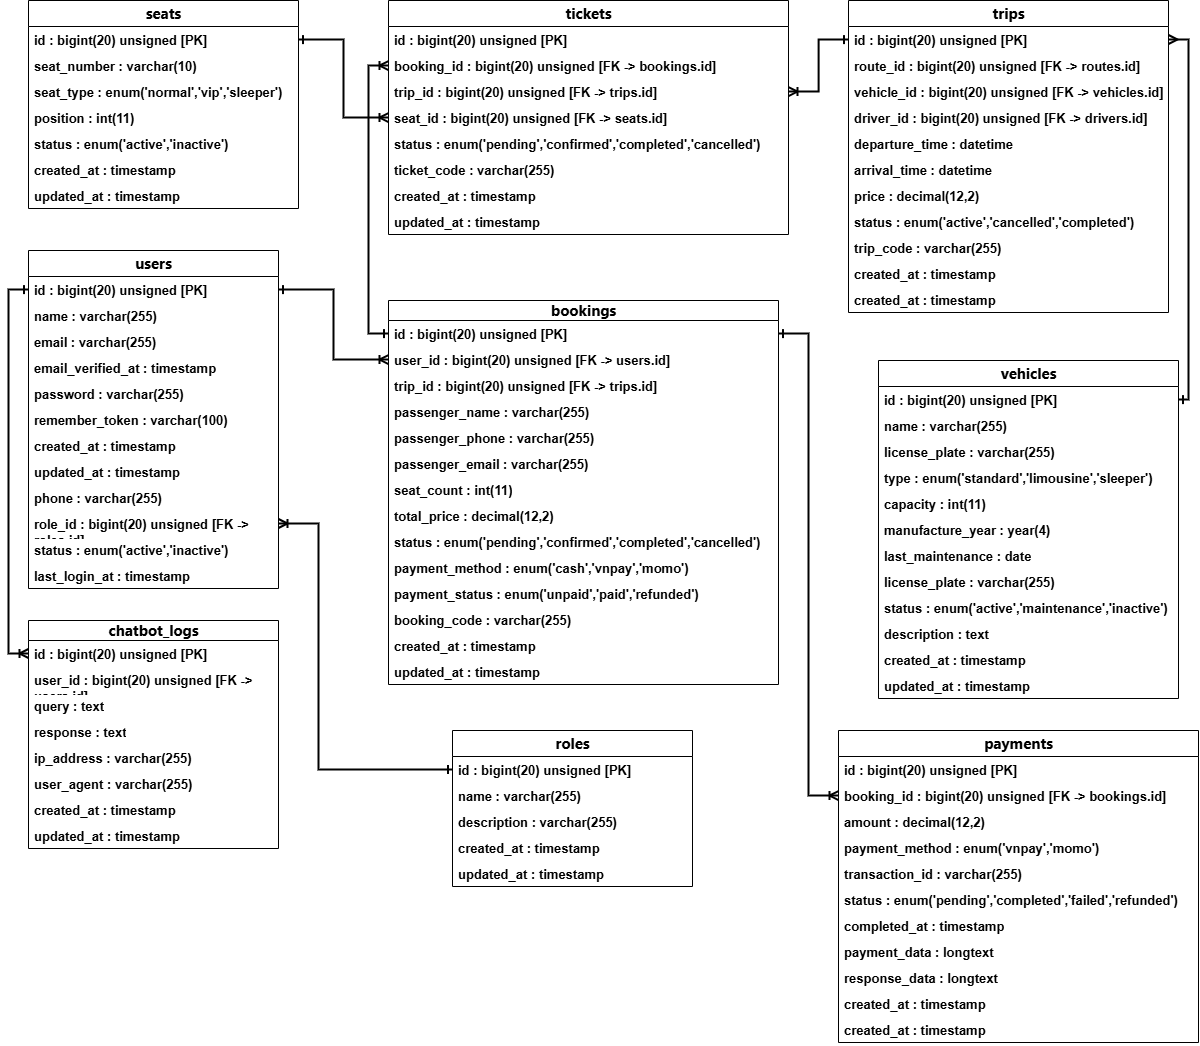 seats
id : bigint(20) unsigned [PK]
seat_number : varchar(10)
seat_type : enum('normal','vip','sleeper')
position : int(11)
status : enum('active','inactive')
created_at : timestamp
updated_at : timestamp
tickets
id : bigint(20) unsigned [PK]
booking_id : bigint(20) unsigned [FK -> bookings.id]
trip_id : bigint(20) unsigned [FK -> trips.id]
seat_id : bigint(20) unsigned [FK -> seats.id]
status : enum('pending','confirmed','completed','cancelled')
ticket_code : varchar(255)
created_at : timestamp
updated_at : timestamp
trips
id : bigint(20) unsigned [PK]
route_id : bigint(20) unsigned [FK -> routes.id]
vehicle_id : bigint(20) unsigned [FK -> vehicles.id]
driver_id : bigint(20) unsigned [FK -> drivers.id]
departure_time : datetime
arrival_time : datetime
price : decimal(12,2)
status : enum('active','cancelled','completed')
trip_code : varchar(255)
created_at : timestamp
created_at : timestamp
users
id : bigint(20) unsigned [PK]
name : varchar(255)
email : varchar(255)
email_verified_at : timestamp
password : varchar(255)
remember_token : varchar(100)
created_at : timestamp
updated_at : timestamp
phone : varchar(255)
role_id : bigint(20) unsigned [FK ->
status : enum('active','inactive')
last_login_at : timestamp
bookings
id : bigint(20) unsigned [PK]
user_id : bigint(20) unsigned [FK -> users.id]
trip_id : bigint(20) unsigned [FK -> trips.id]
passenger_name : varchar(255)
passenger_phone : varchar(255)
passenger_email : varchar(255)
seat_count : int(11)
total_price : decimal(12,2)
status : enum('pending','confirmed','completed','cancelled')
payment_method : enum('cash','vnpay','momo')
payment_status : enum('unpaid','paid','refunded')
booking_code : varchar(255)
created_at : timestamp
updated_at : timestamp
vehicles
id : bigint(20) unsigned [PK]
name : varchar(255)
license_plate : varchar(255)
type : enum('standard','limousine','sleeper')
capacity : int(11)
manufacture_year : year(4)
last_maintenance : date
license_plate : varchar(255)
status : enum('active','maintenance','inactive')
description : text
created_at : timestamp
updated_at : timestamp
chatbot_logs
id : bigint(20) unsigned [PK]
user_id : bigint(20) unsigned [FK ->
query : text
response : text
ip_address : varchar(255)
user_agent : varchar(255)
created_at : timestamp
updated_at : timestamp
roles
id : bigint(20) unsigned [PK]
name : varchar(255)
description : varchar(255)
created_at : timestamp
updated_at : timestamp
payments
id : bigint(20) unsigned [PK]
booking_id : bigint(20) unsigned [FK -> bookings.id]
amount : decimal(12,2)
payment_method : enum('vnpay','momo')
transaction_id : varchar(255)
status : enum('pending','completed','failed','refunded')
completed_at : timestamp
payment_data : longtext
response_data : longtext
created_at : timestamp
created_at : timestamp